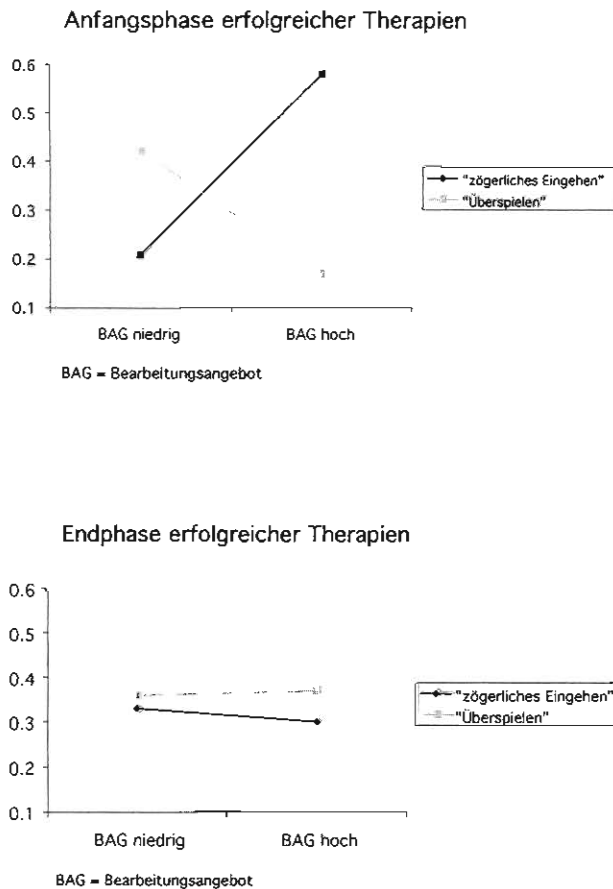 Anfangsphase erfolgreicher Therapien
0.6
0.5
0.4
0.3
0.2
0.1
BAG niedrig BAG hoch
"zögerliches Eingehen"
"Überspielen"
BAG = Bearbeitungsangebot
Endphase erfolgreicher Therapien
0.6
0.5
0.4
0.3
0.2
0.1
BAG niedrig BAG hoch
"zögerliches Eingehen"
"Überspielen"
BAG = Bearbeitungsangebot